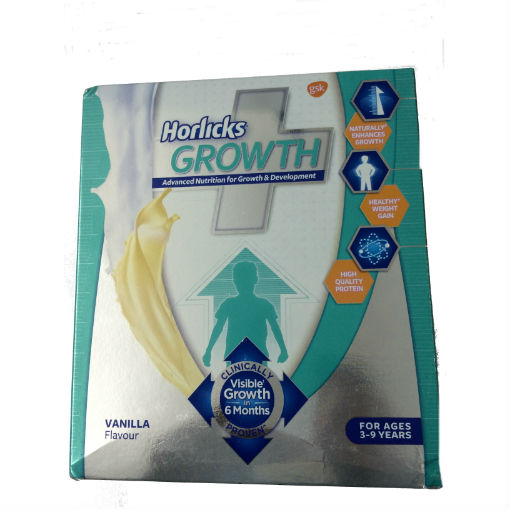 gsk
Horlicks
GROWTH
Advanced Nutrition for Growth & Development
NATURALLY*
ENHANCES
GROWTH
HEALTHY*
WEIGHT
GAIN
HIGH
QUALITY
PROTEIN
CLINICALLY
Visible*
Growth
in
6 Months
PROVEN*
VANILLA
Flavour
FOR AGES
3-9 YEARS